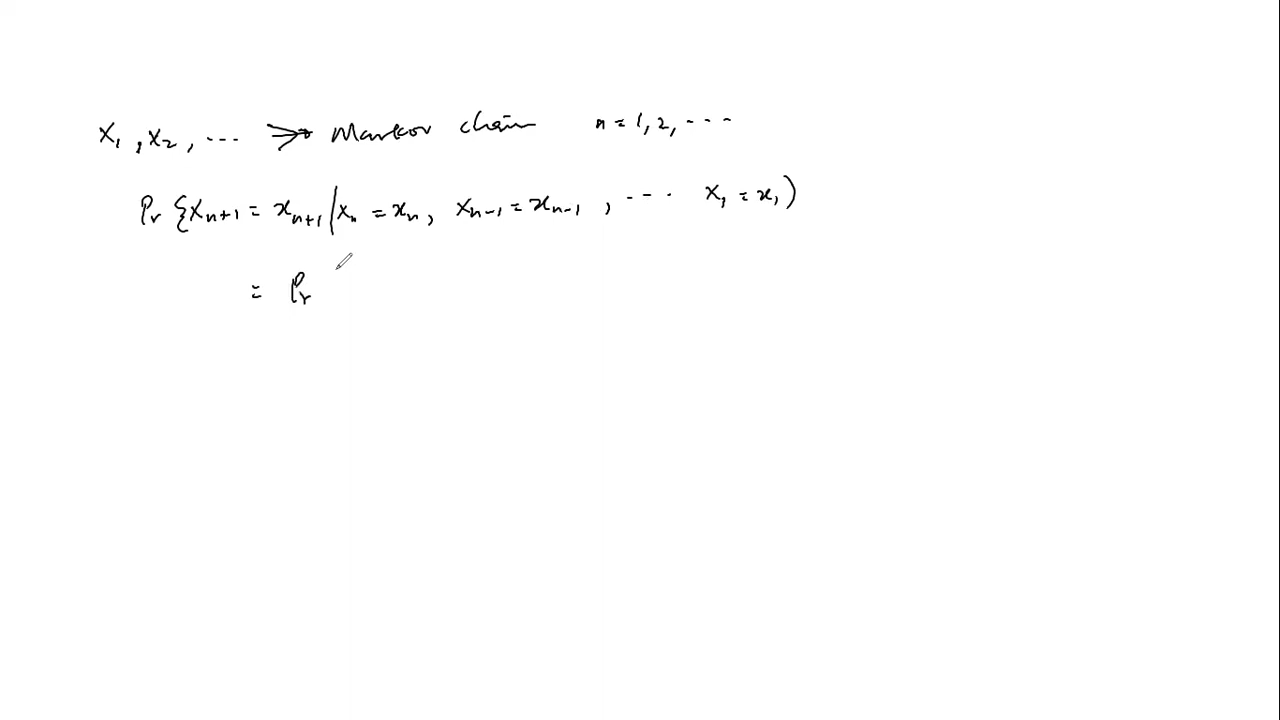 X₁, X₂, ... → Markov chain n = 1, 2, ...
Pr {Xₙ₊₁ = xₙ₊₁ | Xₙ = xₙ, Xₙ₋₁ = xₙ₋₁, ... X₁ = x₁)
= Pr